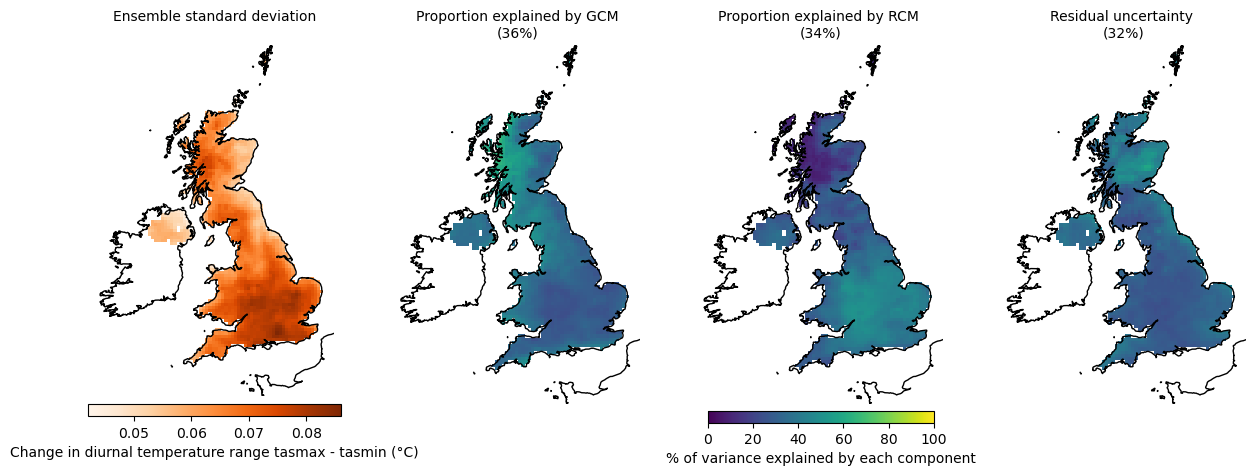 Ensemble standard deviation
Proportion explained by GCM
(36%)
Proportion explained by RCM
(34%)
Residual uncertainty
(32%)
0.05 0.06 0.07 0.08
Change in diurnal temperature range tasmax - tasmin (°C)
0 20 40 60 80 100
% of variance explained by each component